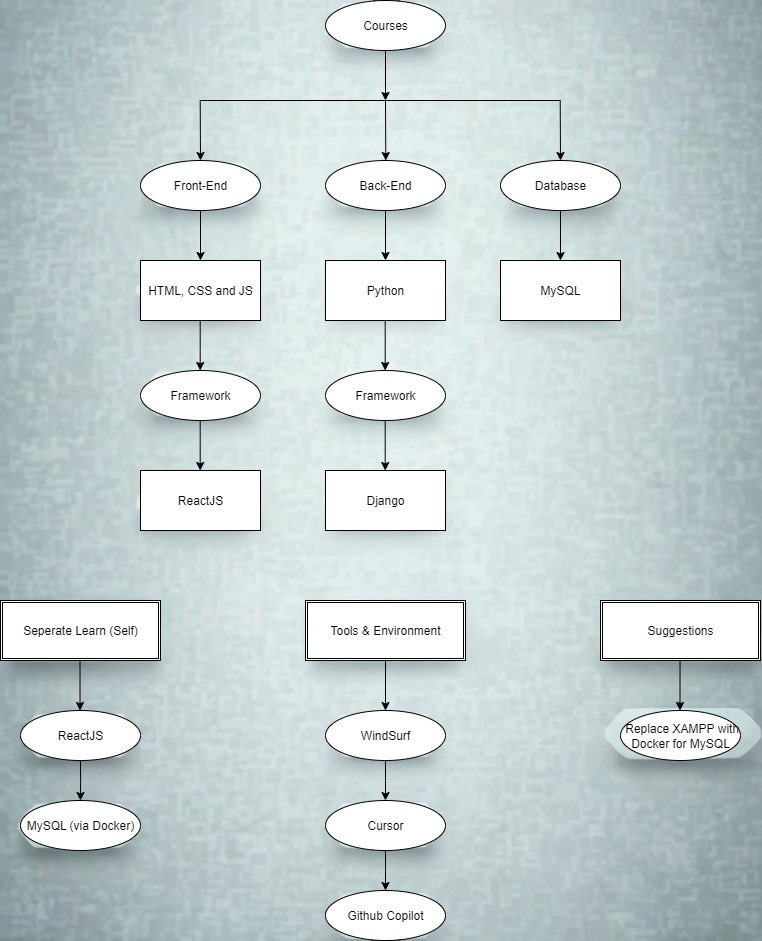 Courses
Front-End
Back-End
Database
HTML, CSS and JS
Python
MySQL
Framework
Framework
ReactJS
Django
Seperate Learn (Self)
Tools & Environment
Suggestions
ReactJS
WindSurf
Replace XAMPP with
Docker for MySQL
MySQL (via Docker)
Cursor
Github Copilot